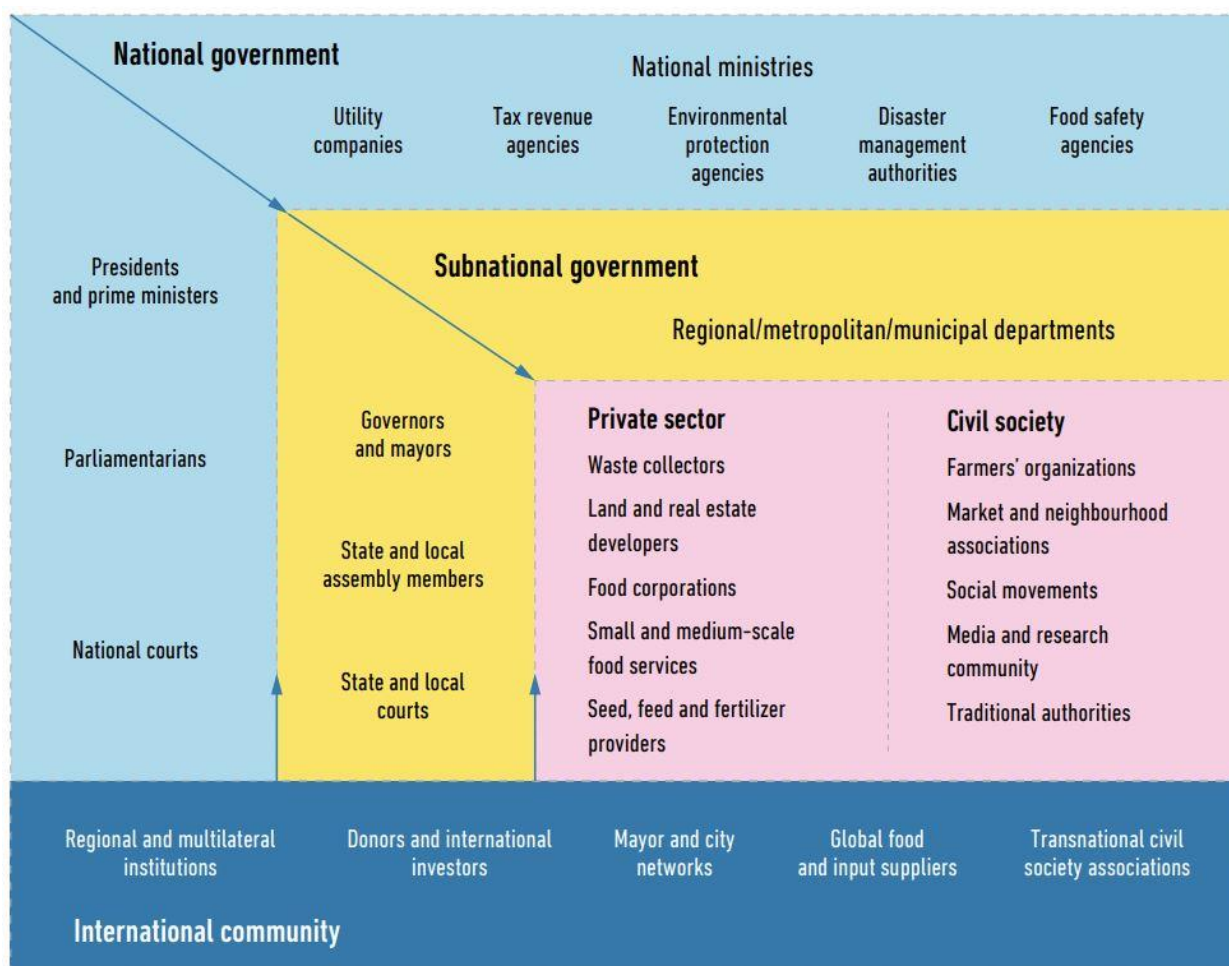 National government
National ministries
Utility
companies
Tax revenue
agencies
Environmental
protection
agencies
Disaster
management
authorities
Food safety
agencies
Presidents
and prime ministers
Parliamentarians
National courts
Subnational government
Regional/metropolitan/municipal departments
Governors
and mayors
State and local
assembly members
State and local
courts
Private sector
Waste collectors
Land and real estate
developers
Food corporations
Small and medium-scale
food services
Seed, feed and fertilizer
providers
Civil society
Farmers’ organizations
Market and neighbourhood
associations
Social movements
Media and research
community
Traditional authorities
Regional and multilateral
institutions
Donors and international
investors
Mayor and city
networks
Global food
and input suppliers
Transnational civil
society associations
International community